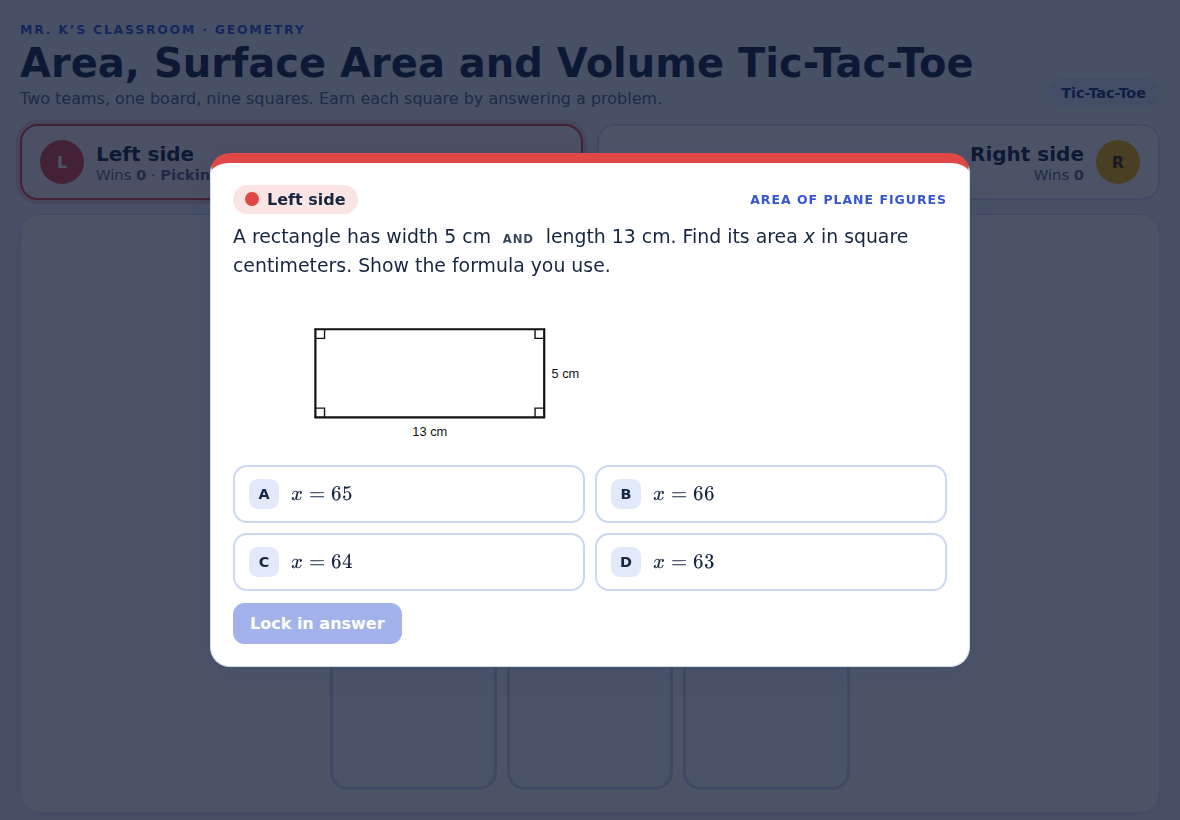 MR. K'S CLASSROOM · GEOMETRY
Area, Surface Area and Volume Tic-Tac-Toe
Two teams, one board, nine squares. Earn each square by answering a problem.
Tic-Tac-Toe
L
Left side
Wins 0 · Pickin
Right side
Wins 0
R
Left side
AREA OF PLANE FIGURES
A rectangle has width 5 cm AND length 13 cm. Find its area x in square
centimeters. Show the formula you use.
5 cm
13 cm
A x = 65
B x = 66
C x = 64
D x = 63
Lock in answer